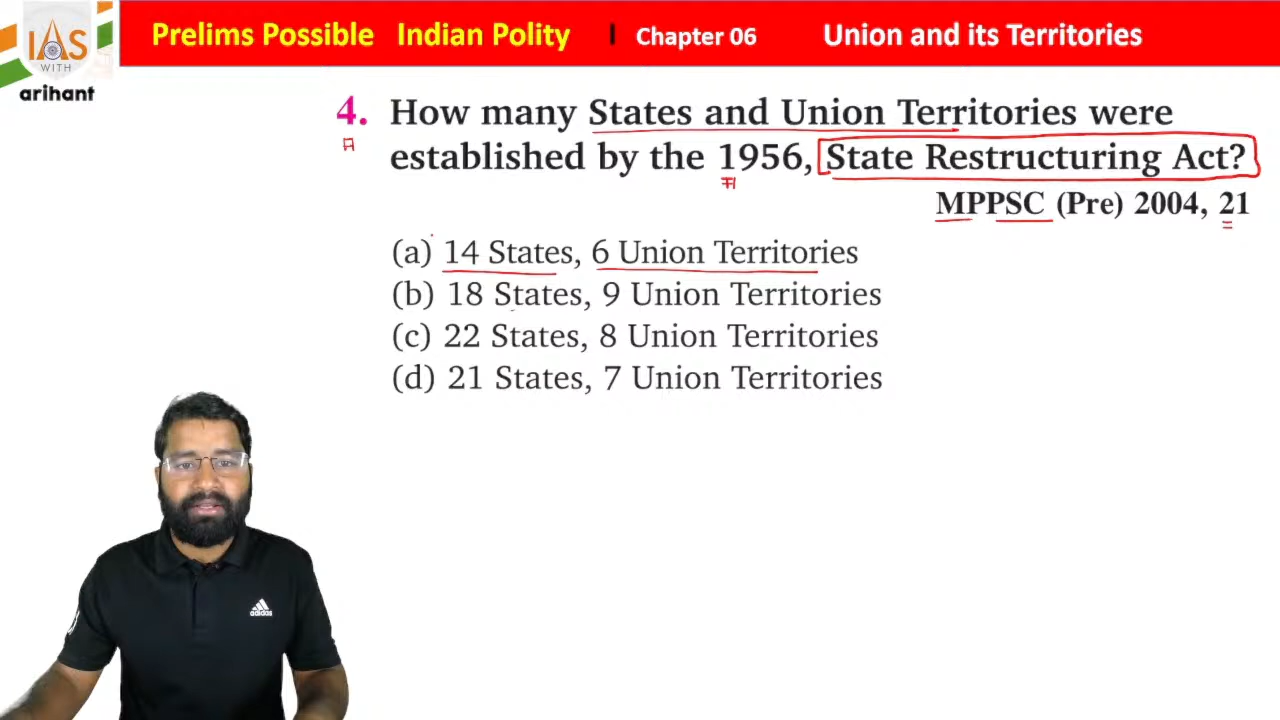 IAS
WITH
arihant
Prelims Possible Indian Polity | Chapter 06 Union and its Territories
4. How many States and Union Territories were
established by the 1956, State Restructuring Act?
MPPSC (Pre) 2004, 21
(a) 14 States, 6 Union Territories
(b) 18 States, 9 Union Territories
(c) 22 States, 8 Union Territories
(d) 21 States, 7 Union Territories
adidas